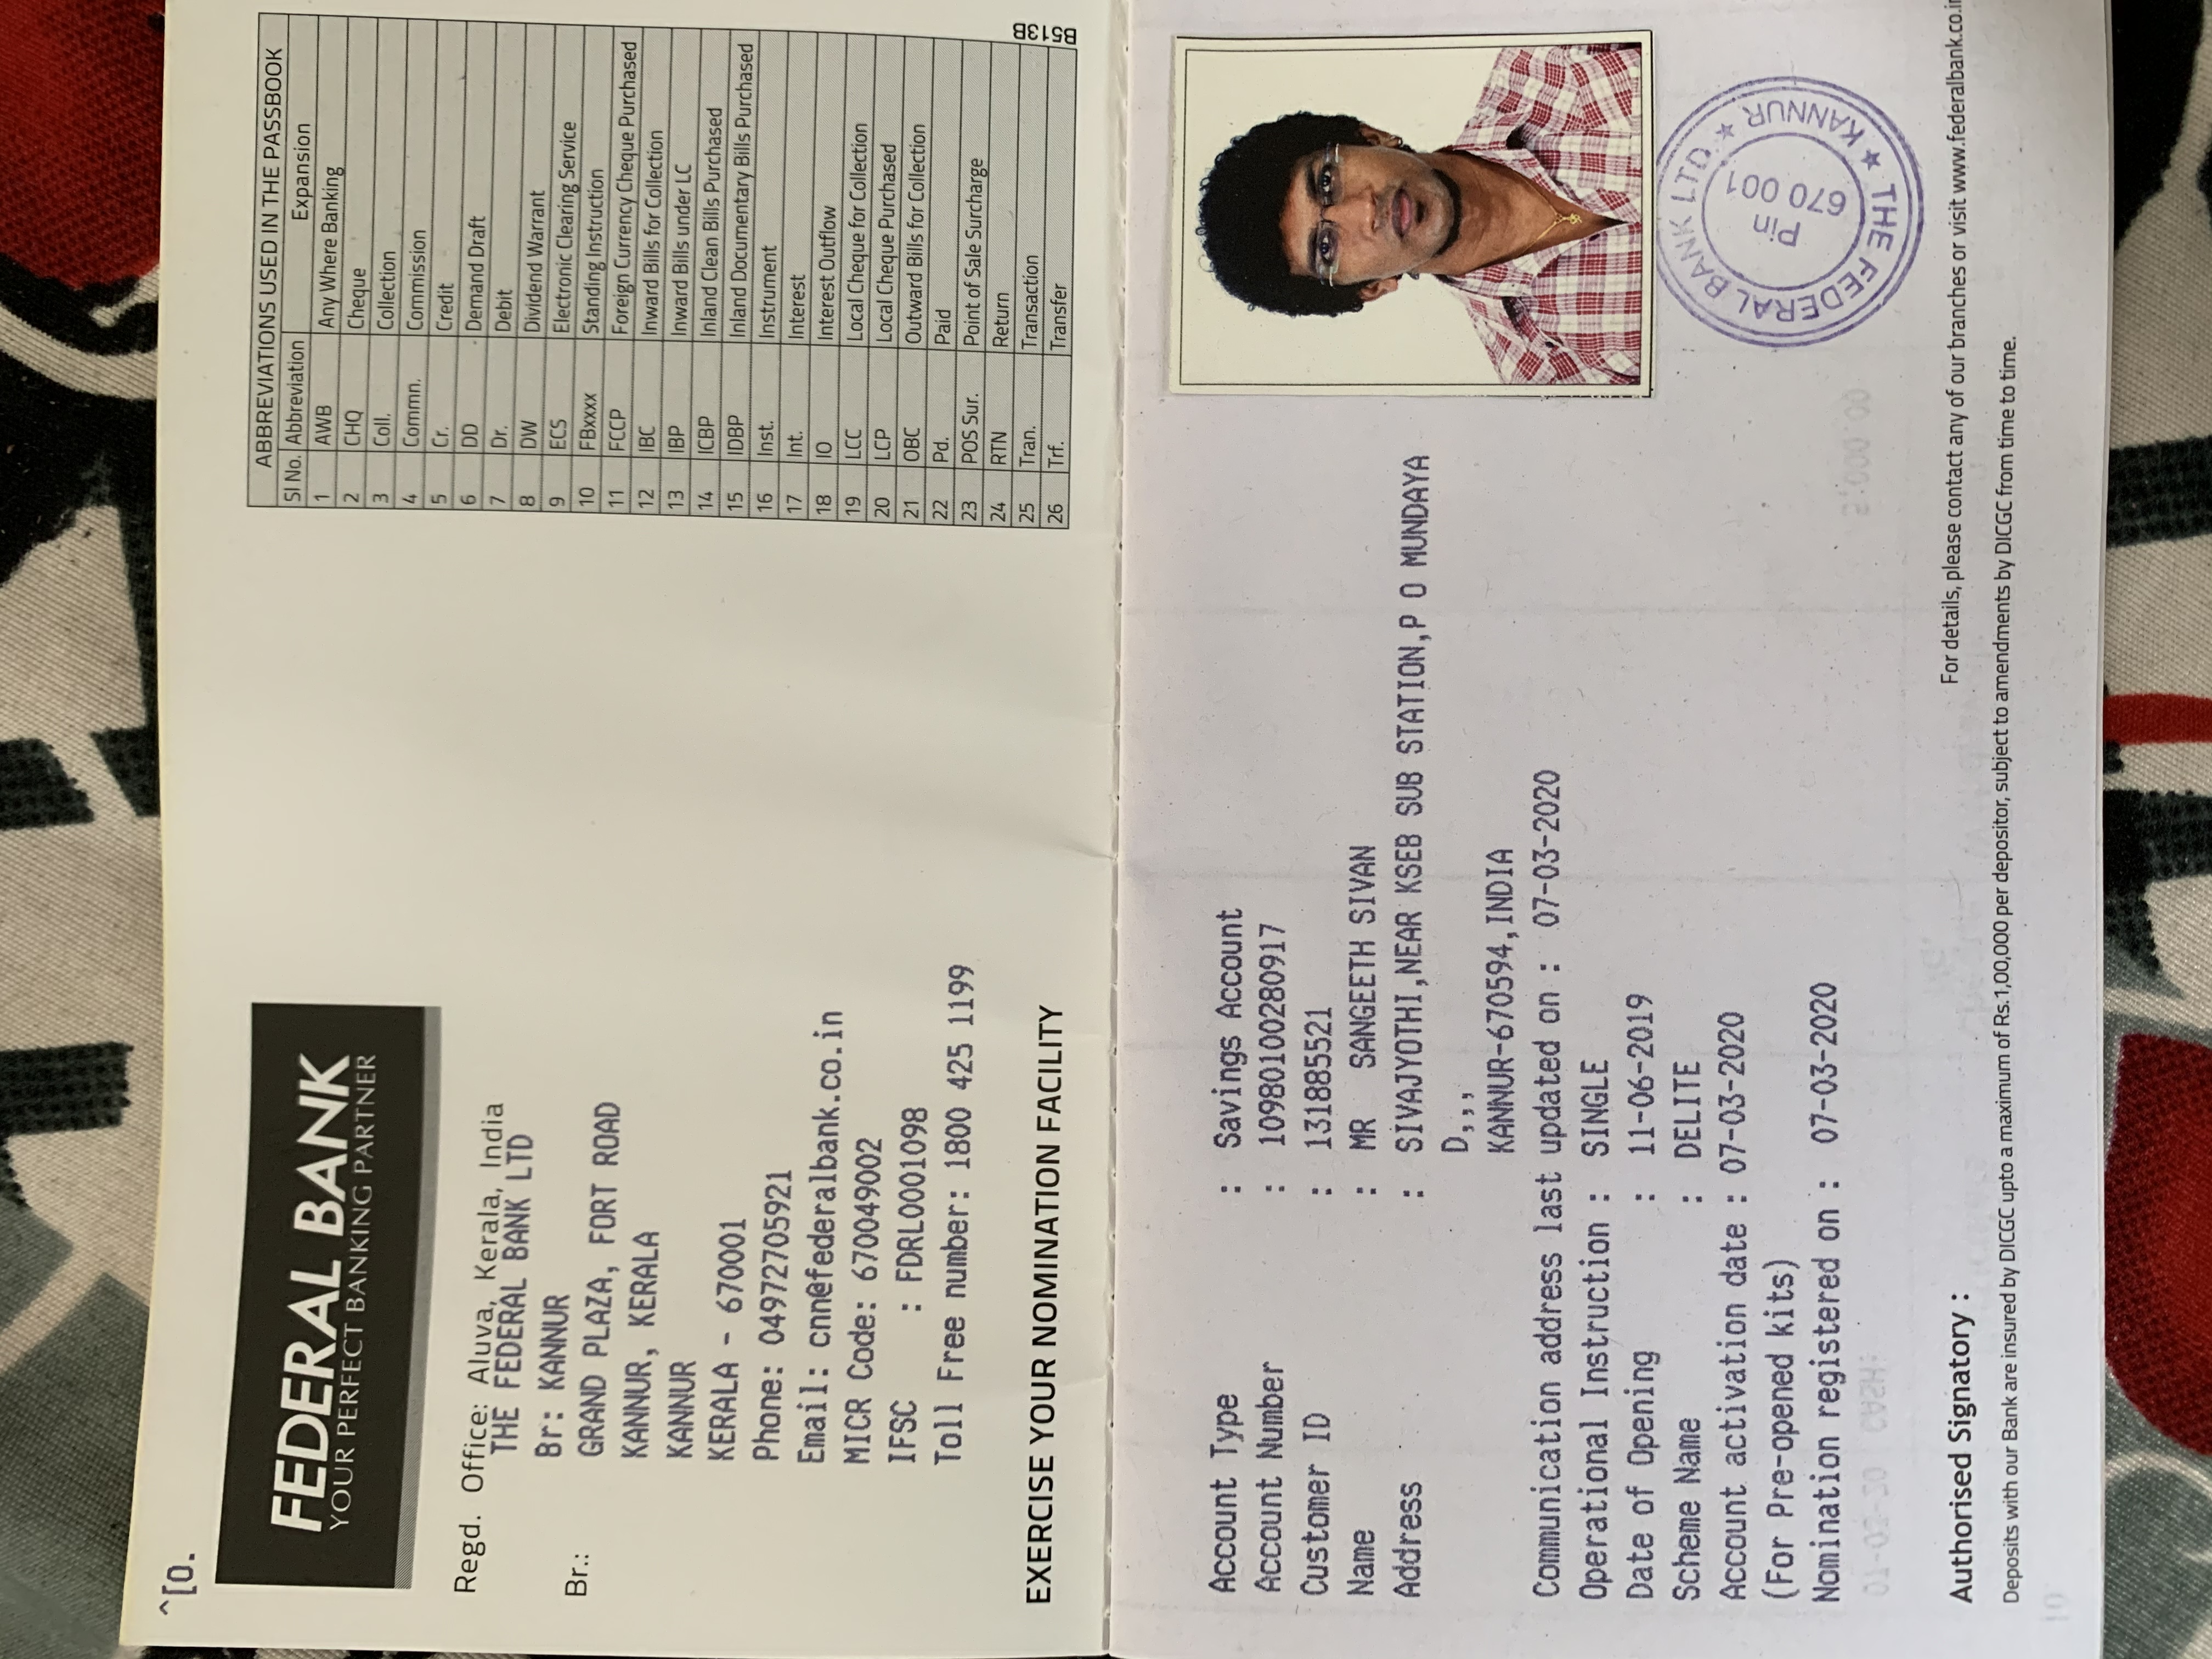 ^[O.
FEDERAL BANK
YOUR PERFECT BANKING PARTNER
Regd. Office: Aluva, Kerala, India
THE FEDERAL BANK LTD
Br: KANNUR
Br.:
GRAND PLAZA, FORT ROAD
KANNUR, KERALA
KANNUR
KERALA - 670001
Phone: 04972705921
Email: cnn@federalbank.co.in
MICR Code: 670049002
IFSC : FDRL0001098
Toll Free number: 1800 425 1199
EXERCISE YOUR NOMINATION FACILITY
ABBREVIATIONS USED IN THE PASSBOOK
Sl No. Abbreviation Expansion
1 AWB Any Where Banking
2 CHQ Cheque
3 Coll. Collection
4 Commn. Commission
5 Cr. Credit
6 DD Demand Draft
7 Dr. Debit
8 DW Dividend Warrant
9 ECS Electronic Clearing Service
10 FBxxxx Standing Instruction
11 FCCP Foreign Currency Cheque Purchased
12 IBC Inward Bills for Collection
13 IBP Inward Bills under LC
14 ICBP Inland Clean Bills Purchased
15 IDBP Inland Documentary Bills Purchased
16 Inst. Instrument
17 Int. Interest
18 IO Interest Outflow
19 LCC Local Cheque for Collection
20 LCP Local Cheque Purchased
21 OBC Outward Bills for Collection
22 Pd. Paid
23 POS Sur. Point of Sale Surcharge
24 RTN Return
25 Tran. Transaction
26 Trf. Transfer
B513B
Account Type : Savings Account
Account Number : 10980100280917
Customer ID : 131885521
Name : MR SANGEETH SIVAN
Address : SIVAJYOTHI,NEAR KSEB SUB STATION,P O MUNDAYA
D,,,
KANNUR-670594,INDIA
Communication address last updated on : 07-03-2020
Operational Instruction : SINGLE
Date of Opening : 11-06-2019
Scheme Name : DELITE
Account activation date : 07-03-2020
(For Pre-opened kits)
Nomination registered on : 07-03-2020
THE FEDERAL BANK LTD. ★ KANNUR ★
Pin
670 001
Authorised Signatory :
For details, please contact any of our branches or visit www.federalbank.co.in
Deposits with our Bank are insured by DICGC upto a maximum of Rs.1,00,000 per depositor, subject to amendments by DICGC from time to time.